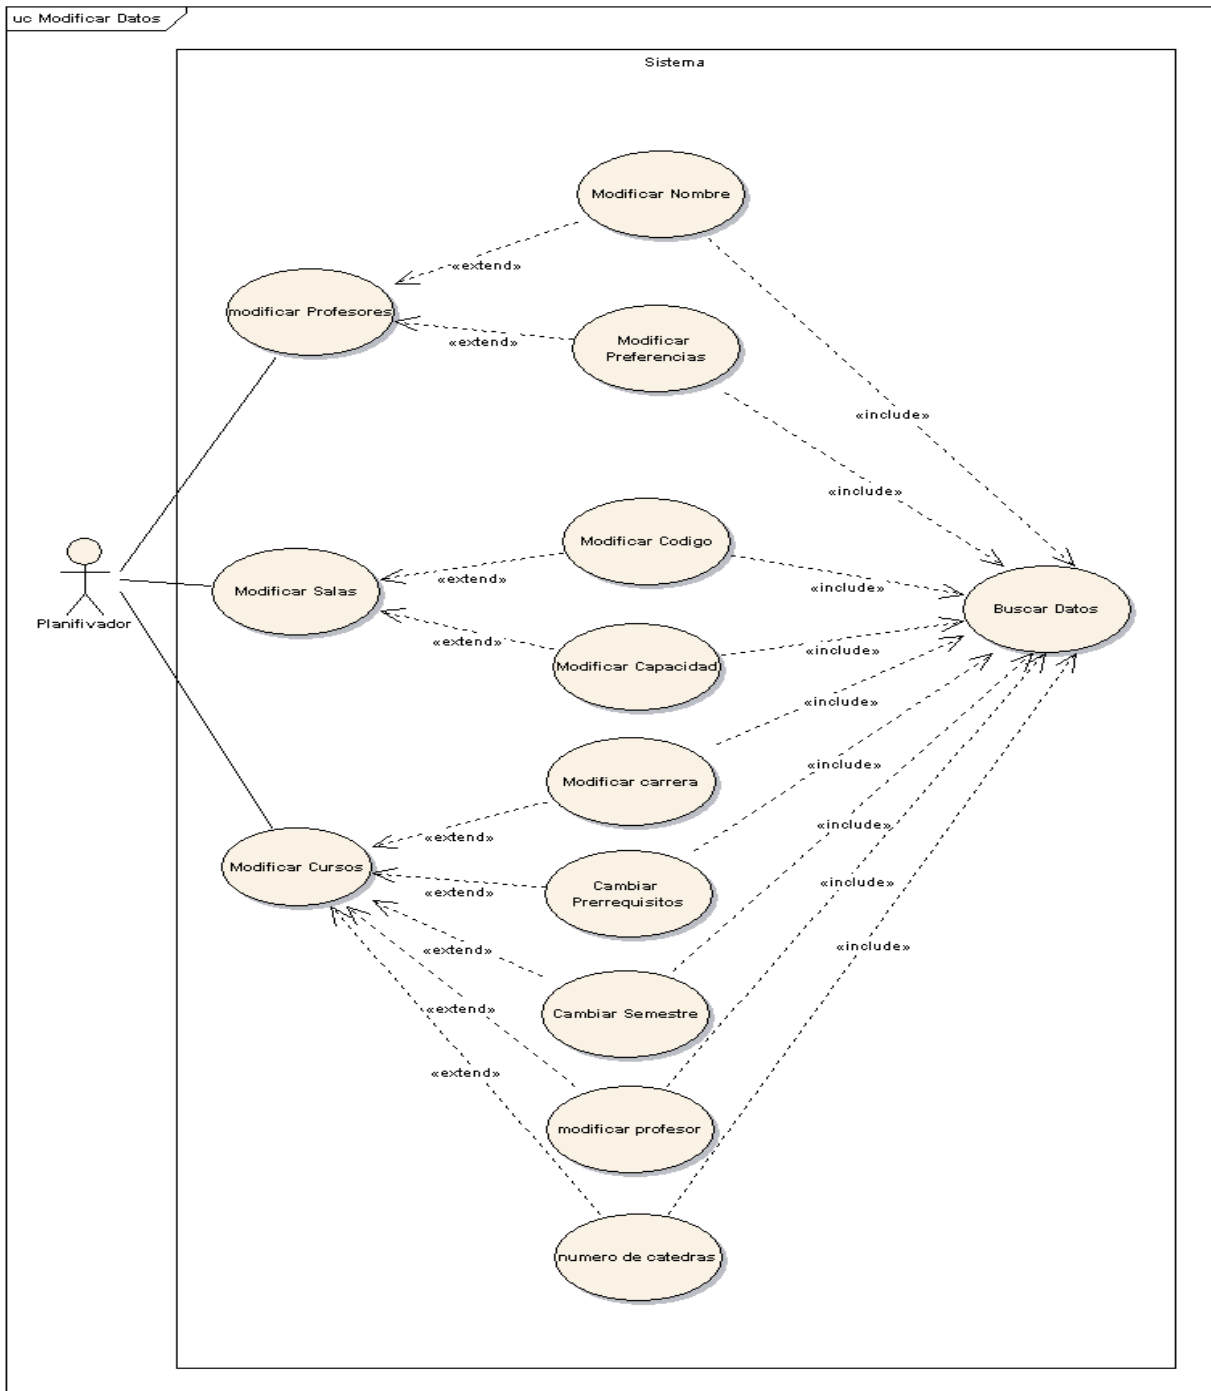 uc Modificar Datos
Sistema
Modificar Nombre
«extend»
modificar Profesores
«extend»
Modificar
Preferencias
«include»
«include»
Modificar Codigo
«extend»
«include»
Modificar Salas
Planifivador
Buscar Datos
«extend»
«include»
Modificar Capacidad
«include»
Modificar carrera
«include»
«include»
«extend»
Modificar Cursos
«extend»
Cambiar
Prerrequisitos
«include»
«include»
«extend»
Cambiar Semestre
«extend»
«extend»
modificar profesor
numero de catedras